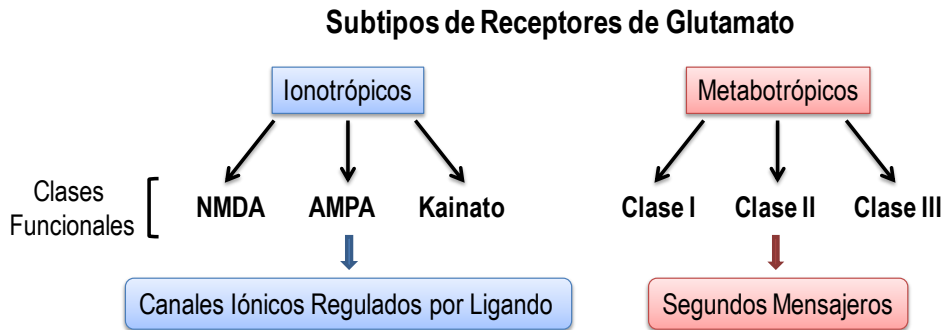 Subtipos de Receptores de Glutamato
Ionotrópicos
Metabotrópicos
Clases
Funcionales
NMDA
AMPA
Kainato
Clase I
Clase II
Clase III
Canales Iónicos Regulados por Ligando
Segundos Mensajeros